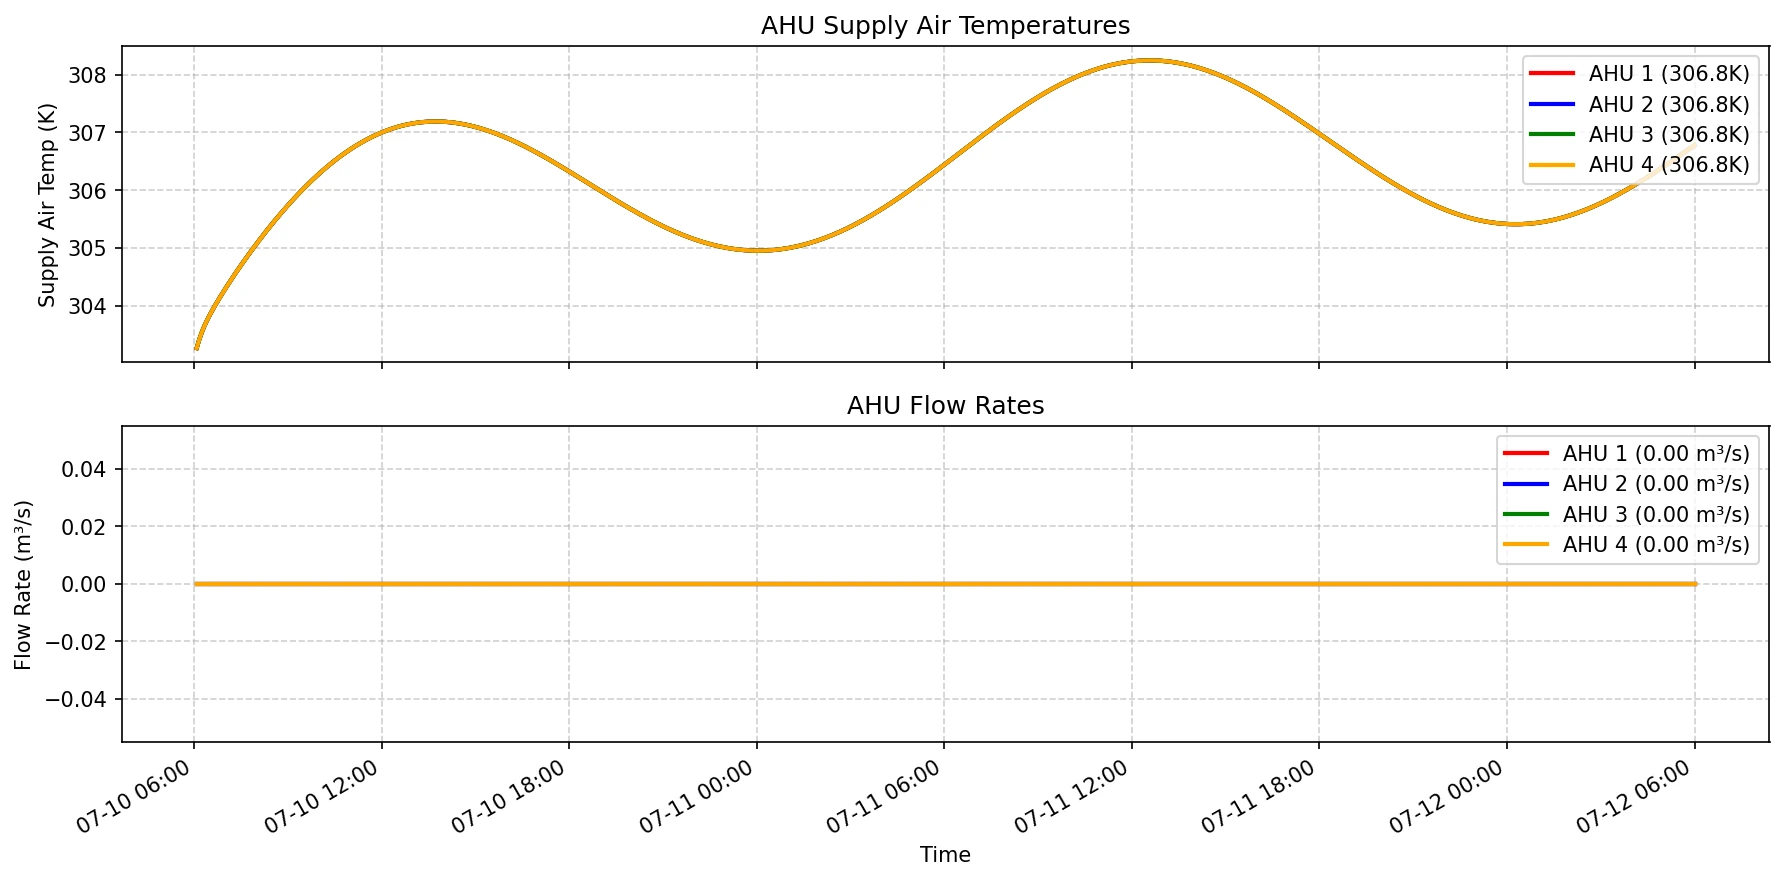 AHU Supply Air Temperatures
Supply Air Temp (K)
308
307
306
305
304
AHU 1 (306.8K)
AHU 2 (306.8K)
AHU 3 (306.8K)
AHU 4 (306.8K)
AHU Flow Rates
Flow Rate (m³/s)
0.04
0.02
0.00
−0.02
−0.04
AHU 1 (0.00 m³/s)
AHU 2 (0.00 m³/s)
AHU 3 (0.00 m³/s)
AHU 4 (0.00 m³/s)
07-10 06:00
07-10 12:00
07-10 18:00
07-11 00:00
07-11 06:00
07-11 12:00
07-11 18:00
07-12 00:00
07-12 06:00
Time